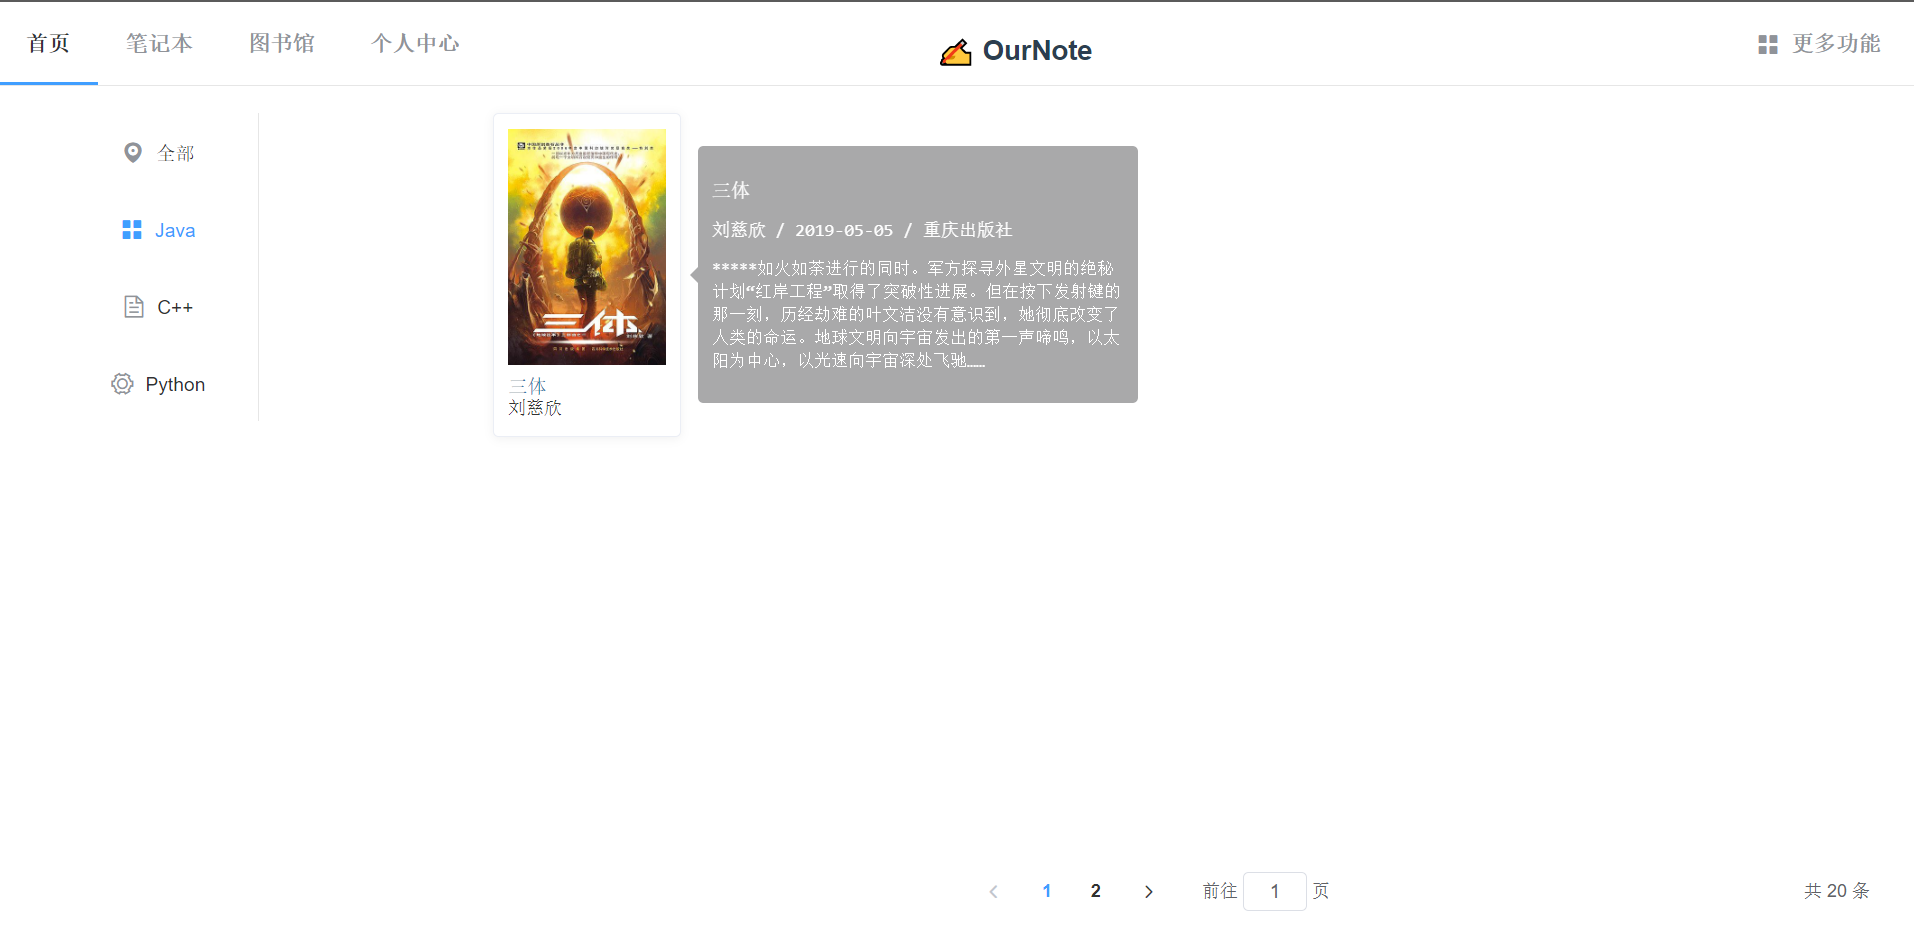 首页
笔记本
图书馆
个人中心
OurNote
更多功能
全部
Java
C++
Python
三体
三体
刘慈欣
三体
刘慈欣 / 2019-05-05 / 重庆出版社
*****如火如荼进行的同时。军方探寻外星文明的绝秘
计划“红岸工程”取得了突破性进展。但在按下发射键的
那一刻，历经劫难的叶文洁没有意识到，她彻底改变了
人类的命运。地球文明向宇宙发出的第一声啼鸣，以太
阳为中心，以光速向宇宙深处飞驰……
1
2
前往 1 页
共 20 条